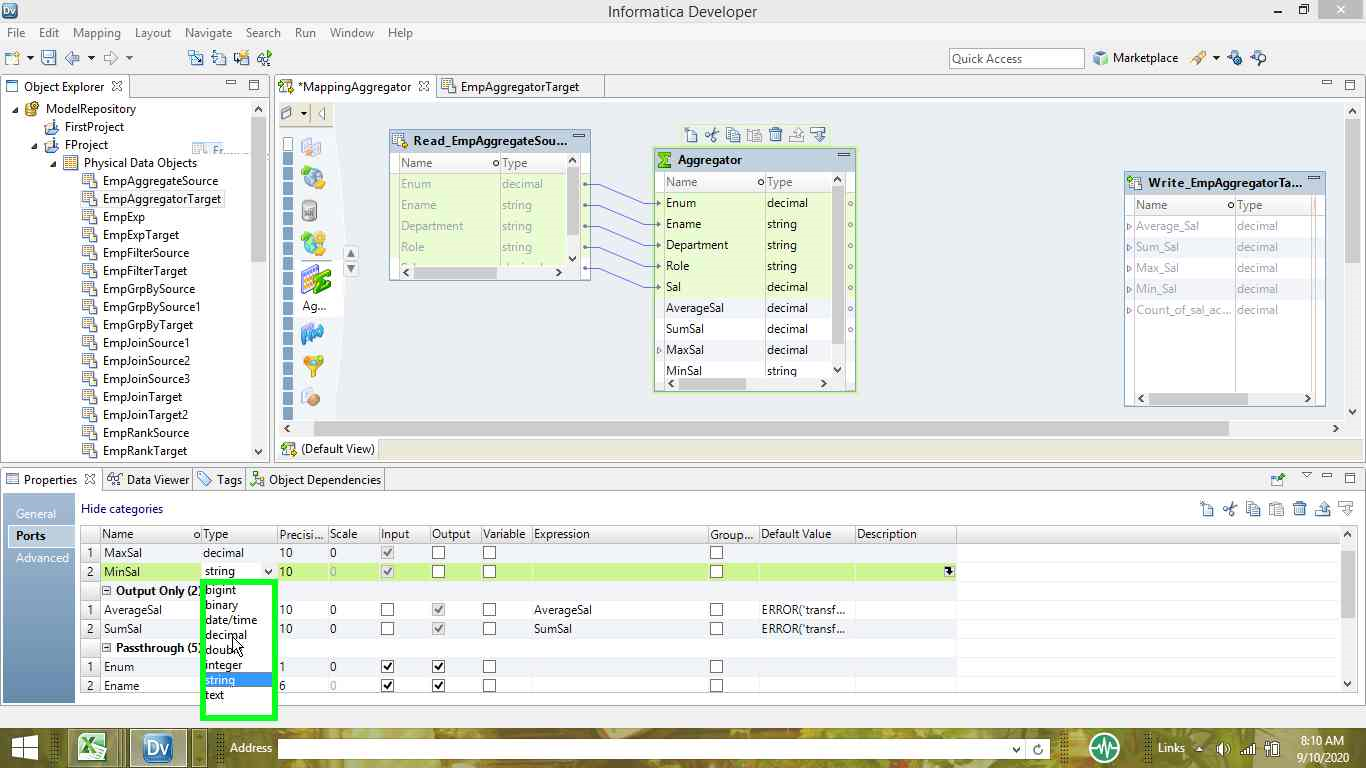 Dv
Informatica Developer
File Edit Mapping Layout Navigate Search Run Window Help
Quick Access
Marketplace
Object Explorer
ModelRepository
FirstProject
FProject
Physical Data Objects
EmpAggregateSource
EmpAggregatorTarget
EmpExp
EmpExpTarget
EmpFilterSource
EmpFilterTarget
EmpGrpBySource
EmpGrpBySource1
EmpGrpByTarget
EmpJoinSource1
EmpJoinSource2
EmpJoinSource3
EmpJoinTarget
EmpJoinTarget2
EmpRankSource
EmpRankTarget
*MappingAggregator
EmpAggregatorTarget
Ag...
Read_EmpAggregateSou...
Name Type
Enum decimal
Ename string
Department string
Role string
Aggregator
Name Type
Enum decimal
Ename string
Department string
Role string
Sal decimal
AverageSal decimal
SumSal decimal
MaxSal decimal
MinSal string
Write_EmpAggregatorTa...
Name Type
Average_Sal decimal
Sum_Sal decimal
Max_Sal decimal
Min_Sal decimal
Count_of_sal_ac... decimal
(Default View)
Properties Data Viewer Tags Object Dependencies
General
Ports
Advanced
Hide categories
Name Type Precisi... Scale Input Output Variable Expression Group... Default Value Description
1 MaxSal decimal 10 0
2 MinSal string 10 0
Output Only (2)
1 AverageSal 10 0 AverageSal ERROR('transf...
2 SumSal 10 0 SumSal ERROR('transf...
Passthrough (5)
1 Enum 1 0
2 Ename 6 0
bigint
binary
date/time
decimal
double
integer
string
text
Dv
Address
Links
8:10 AM
9/10/2020